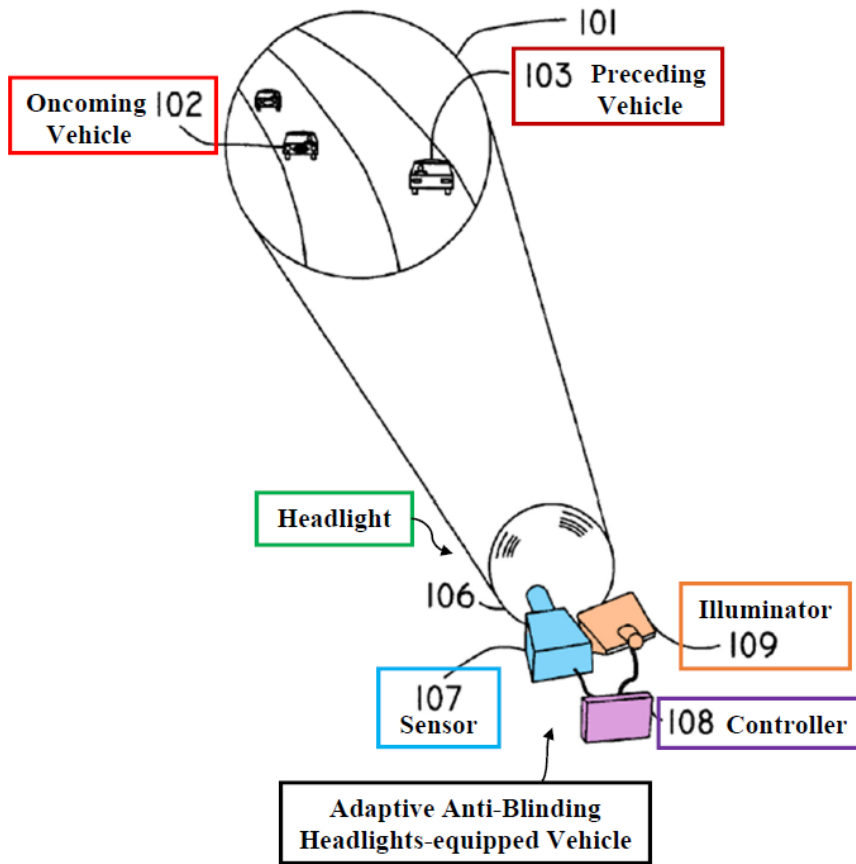 101
103 Preceding
Vehicle
Oncoming 102
Vehicle
Headlight
106
Illuminator
109
107
Sensor
108 Controller
Adaptive Anti-Blinding
Headlights-equipped Vehicle